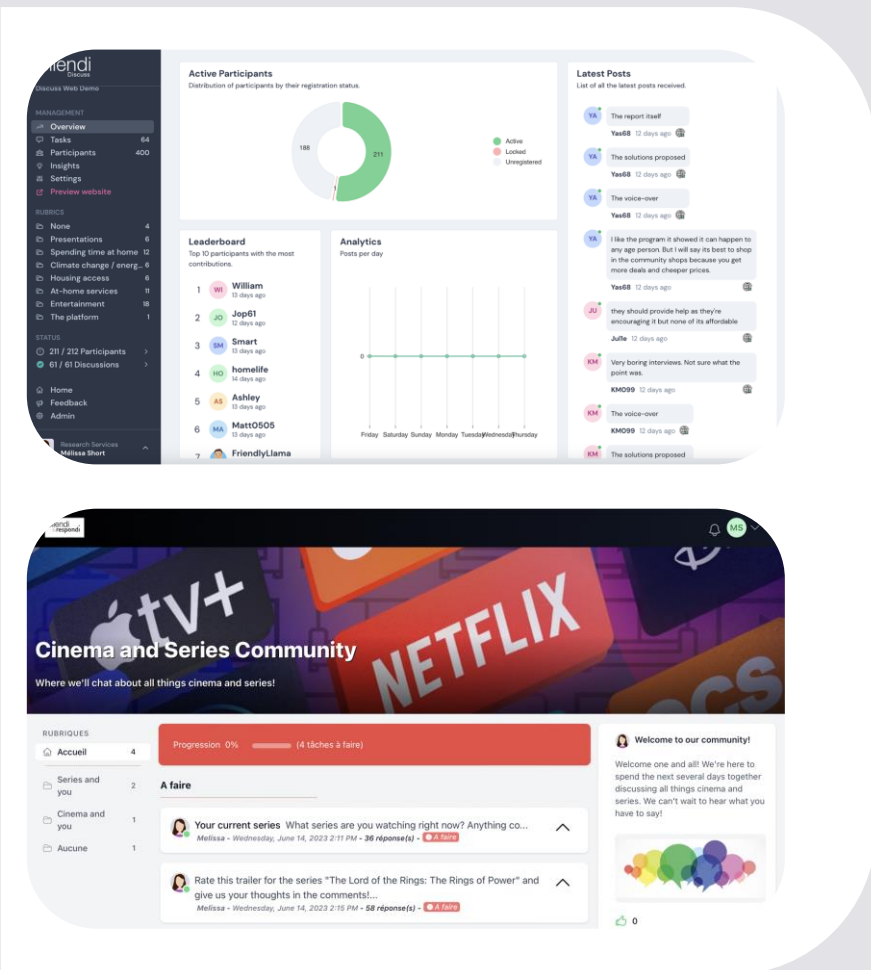 Discuss
Discuss Web Demo
MANAGEMENT
Overview
Tasks 64
Participants 400
Insights
Settings
Preview website
RUBRICS
None 4
Presentations 6
Spending time at home 12
Climate change / energ... 6
Housing access 6
At-home services 11
Entertainment 18
The platform 1
STATUS
211 / 212 Participants
61 / 61 Discussions
Home
Feedback
Admin
Research Services
Mélissa Short
Active Participants
Distribution of participants by their registration status.
188
211
1
Active
Locked
Unregistered
Leaderboard
Top 10 participants with the most
contributions.
1 WI William
13 days ago
2 JO Jop61
12 days ago
3 SM Smart
13 days ago
4 HO homelife
14 days ago
5 AS Ashley
13 days ago
6 MA Matt0505
13 days ago
7 FriendlyLlama
Analytics
Posts per day
0
Friday Saturday Sunday Monday Tuesday Wednesday Thursday
Latest Posts
List of all the latest posts received.
YA The report itself
Yas68 12 days ago
YA The solutions proposed
Yas68 12 days ago
YA The voice-over
Yas68 12 days ago
YA I like the program it showed it can happen to
any age person. But I will say its best to shop
in the community shops because you get
more deals and cheeper prices.
Yas68 12 days ago
JU they should provide help as they're
encouraging it but none of its affordable
Jul1e 12 days ago
KM Very boring interviews. Not sure what the
point was.
KMO99 12 days ago
KM The voice-over
KMO99 12 days ago
KM The solutions proposed
respondi
MS
tv+
NETFLIX
OCS
Cinema and Series Community
Where we'll chat about all things cinema and series!
RUBRIQUES
Accueil 4
Series and 2
you
Cinema and 1
you
Aucune 1
Progression 0% (4 tâches à faire)
A faire
Your current series What series are you watching right now? Anything co...
Melissa - Wednesday, June 14, 2023 2:11 PM - 36 réponse(s) - A faire
Rate this trailer for the series "The Lord of the Rings: The Rings of Power" and
give us your thoughts in the comments!...
Melissa - Wednesday, June 14, 2023 2:15 PM - 58 réponse(s) - A faire
Welcome to our community!
Welcome one and all! We're here to
spend the next several days together
discussing all things cinema and
series. We can't wait to hear what you
have to say!
0